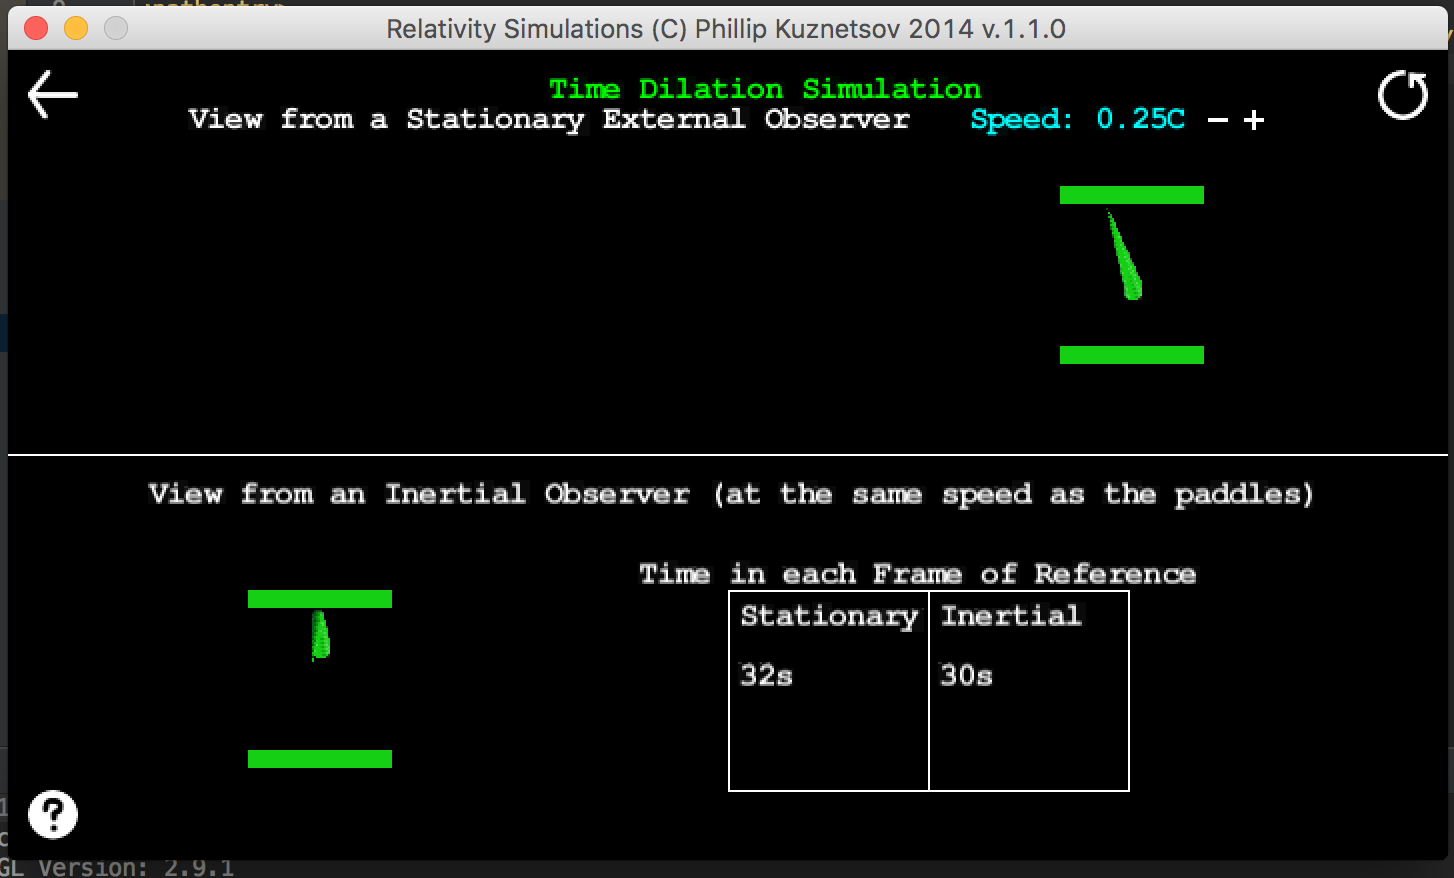 Relativity Simulations (C) Phillip Kuznetsov 2014 v.1.1.0
Time Dilation Simulation
View from a Stationary External Observer Speed: 0.25C - +
View from an Inertial Observer (at the same speed as the paddles)
Time in each Frame of Reference
Stationary Inertial
32s 30s
?
GL Version: 2.9.1